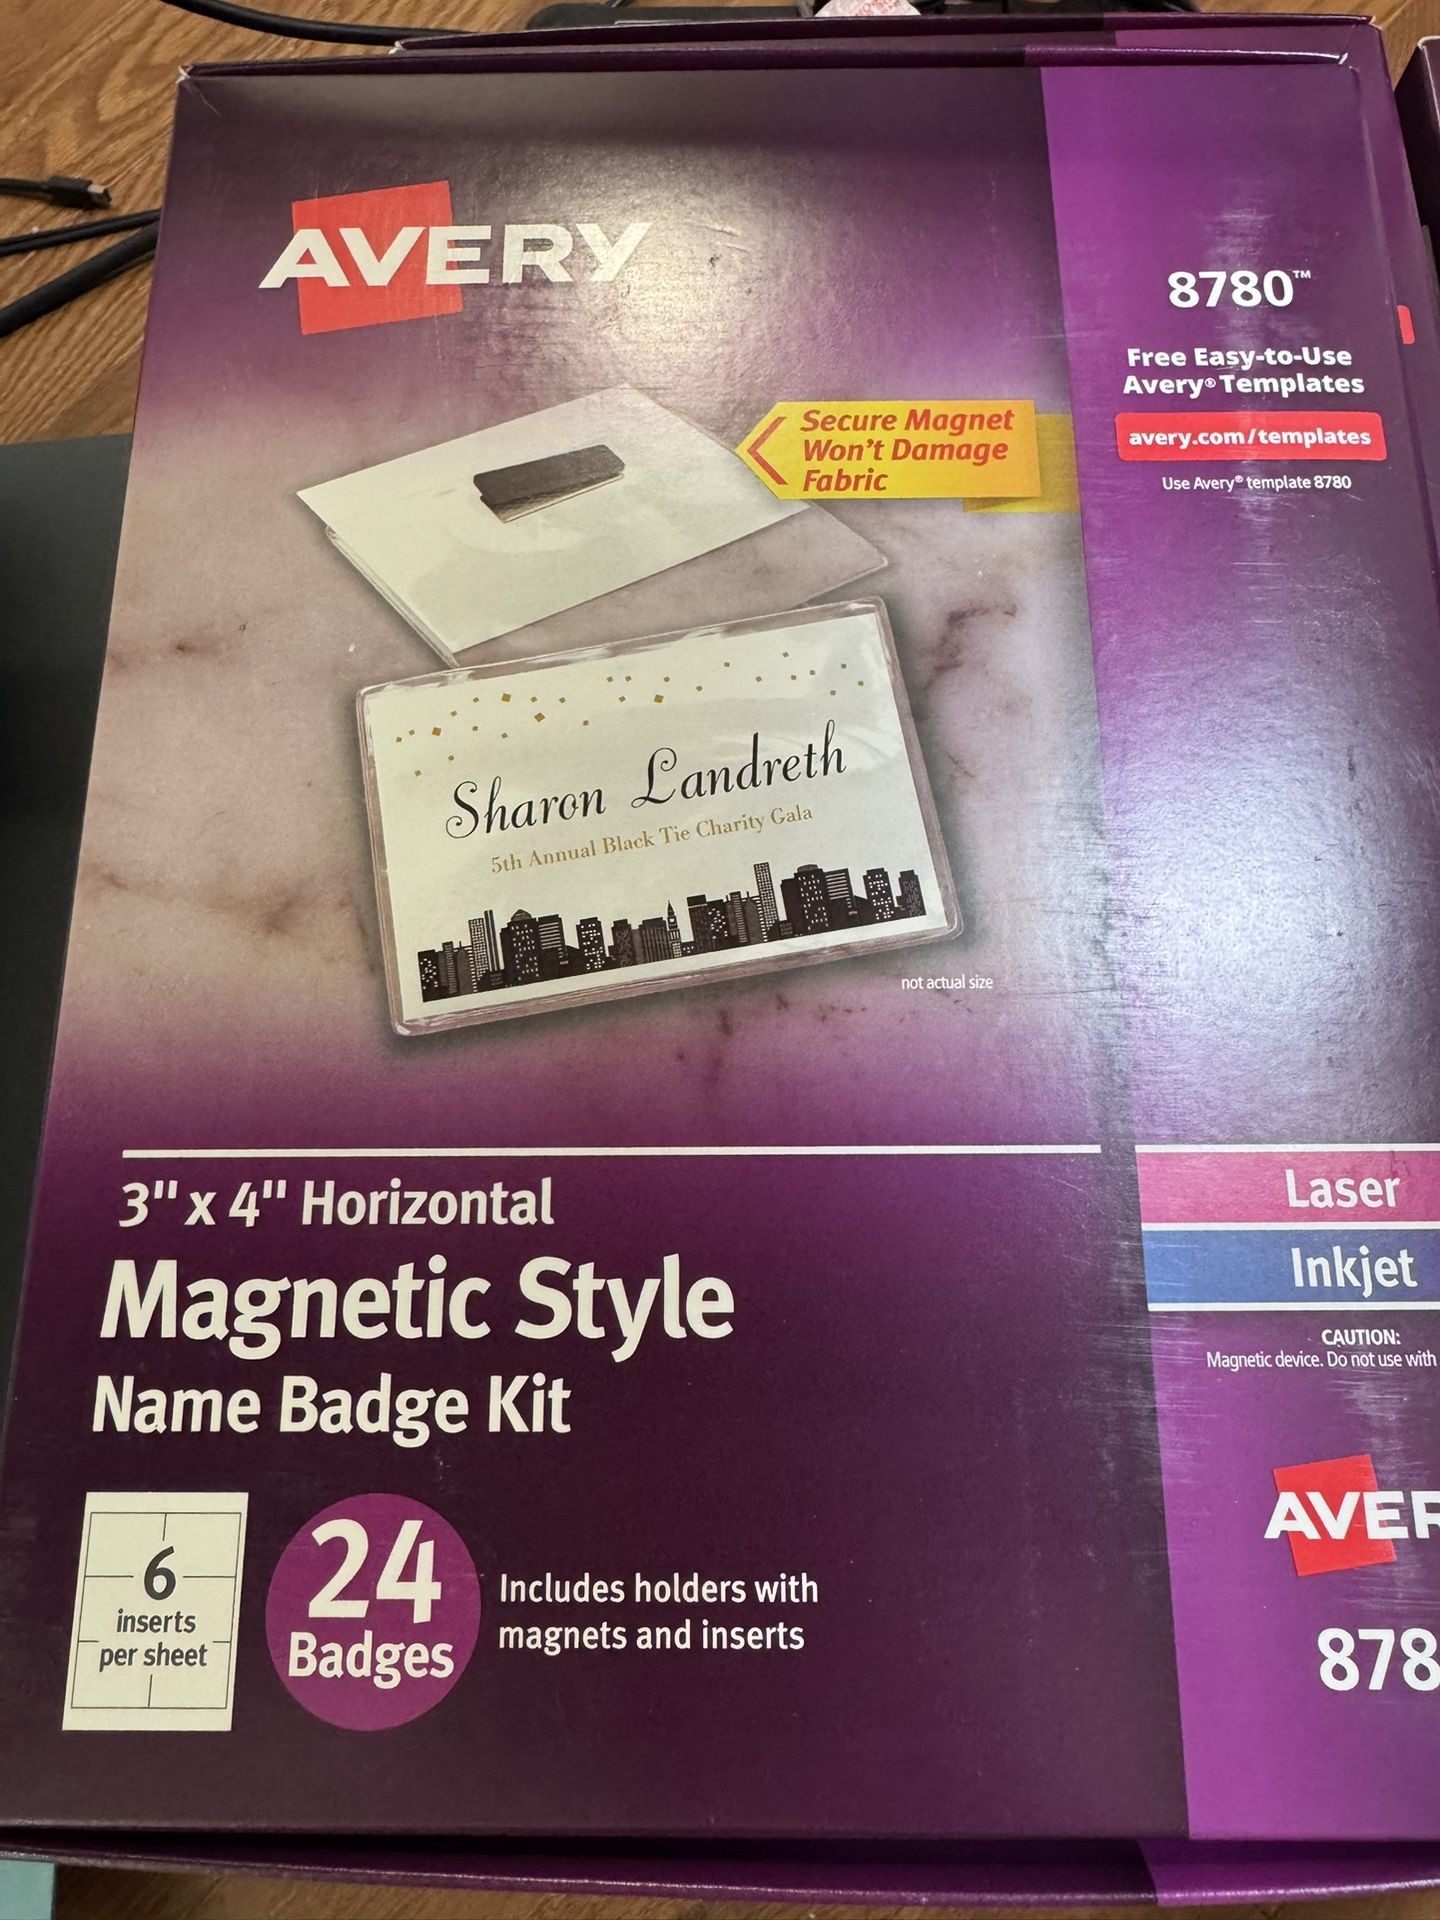 AVERY®
8780™
Free Easy-to-Use
Avery® Templates
avery.com/templates
Use Avery® template 8780
Secure Magnet
Won't Damage
Fabric
Sharon Landreth
5th Annual Black Tie Charity Gala
not actual size
3" x 4" Horizontal
Magnetic Style
Name Badge Kit
6
inserts
per sheet
24
Badges
Includes holders with
magnets and inserts
Laser
Inkjet
CAUTION:
Magnetic device. Do not use with
AVER
878